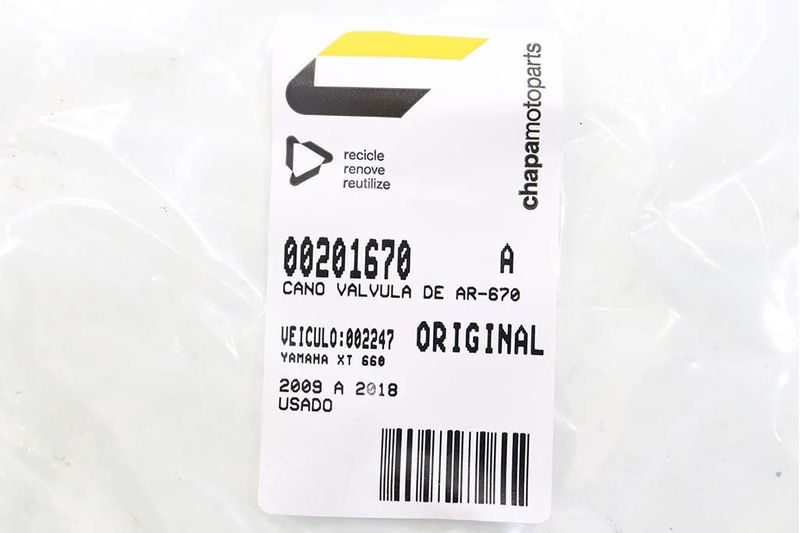 chapamotoparts
recicle
renove
reutilize
00201670 A
CANO VALVULA DE AR-670
VEICULO:002247 ORIGINAL
YAMAHA XT 660
2009 A 2018
USADO